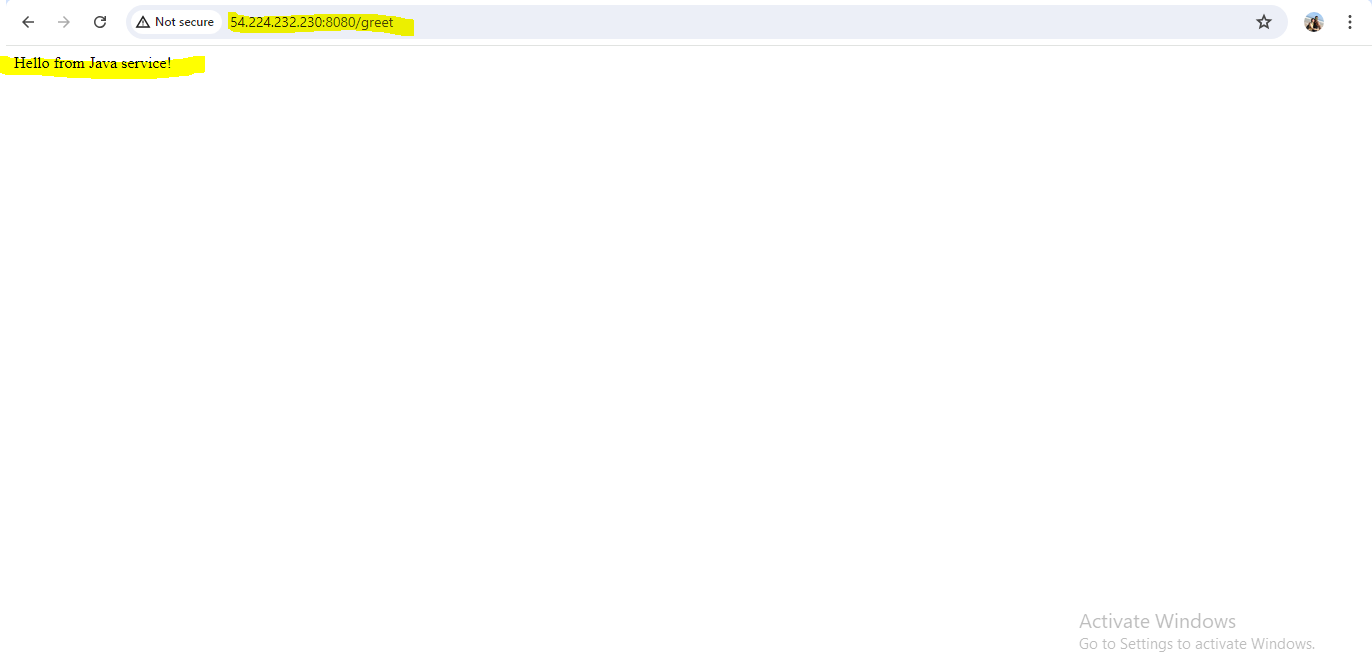 Not secure 54.224.232.230:8080/greet
Hello from Java service!
Activate Windows
Go to Settings to activate Windows.